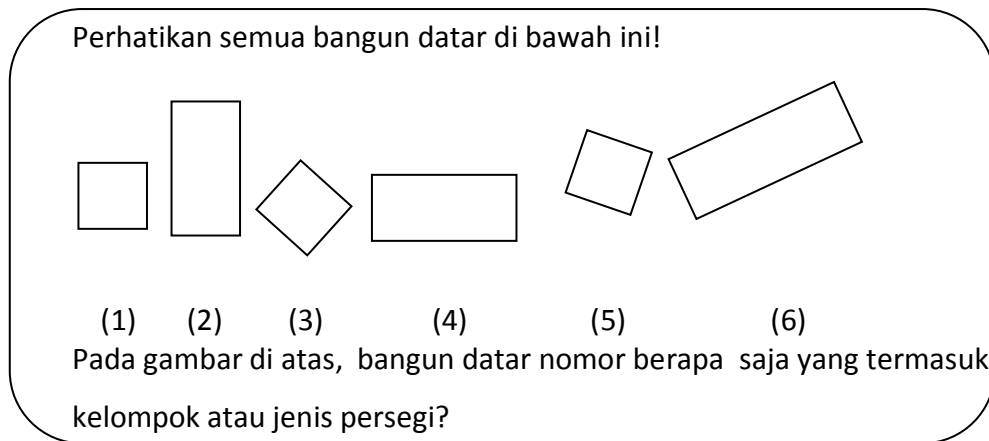 Perhatikan semua bangun datar di bawah ini!
(1) (2) (3) (4) (5) (6)
Pada gambar di atas, bangun datar nomor berapa saja yang termasuk
kelompok atau jenis persegi?